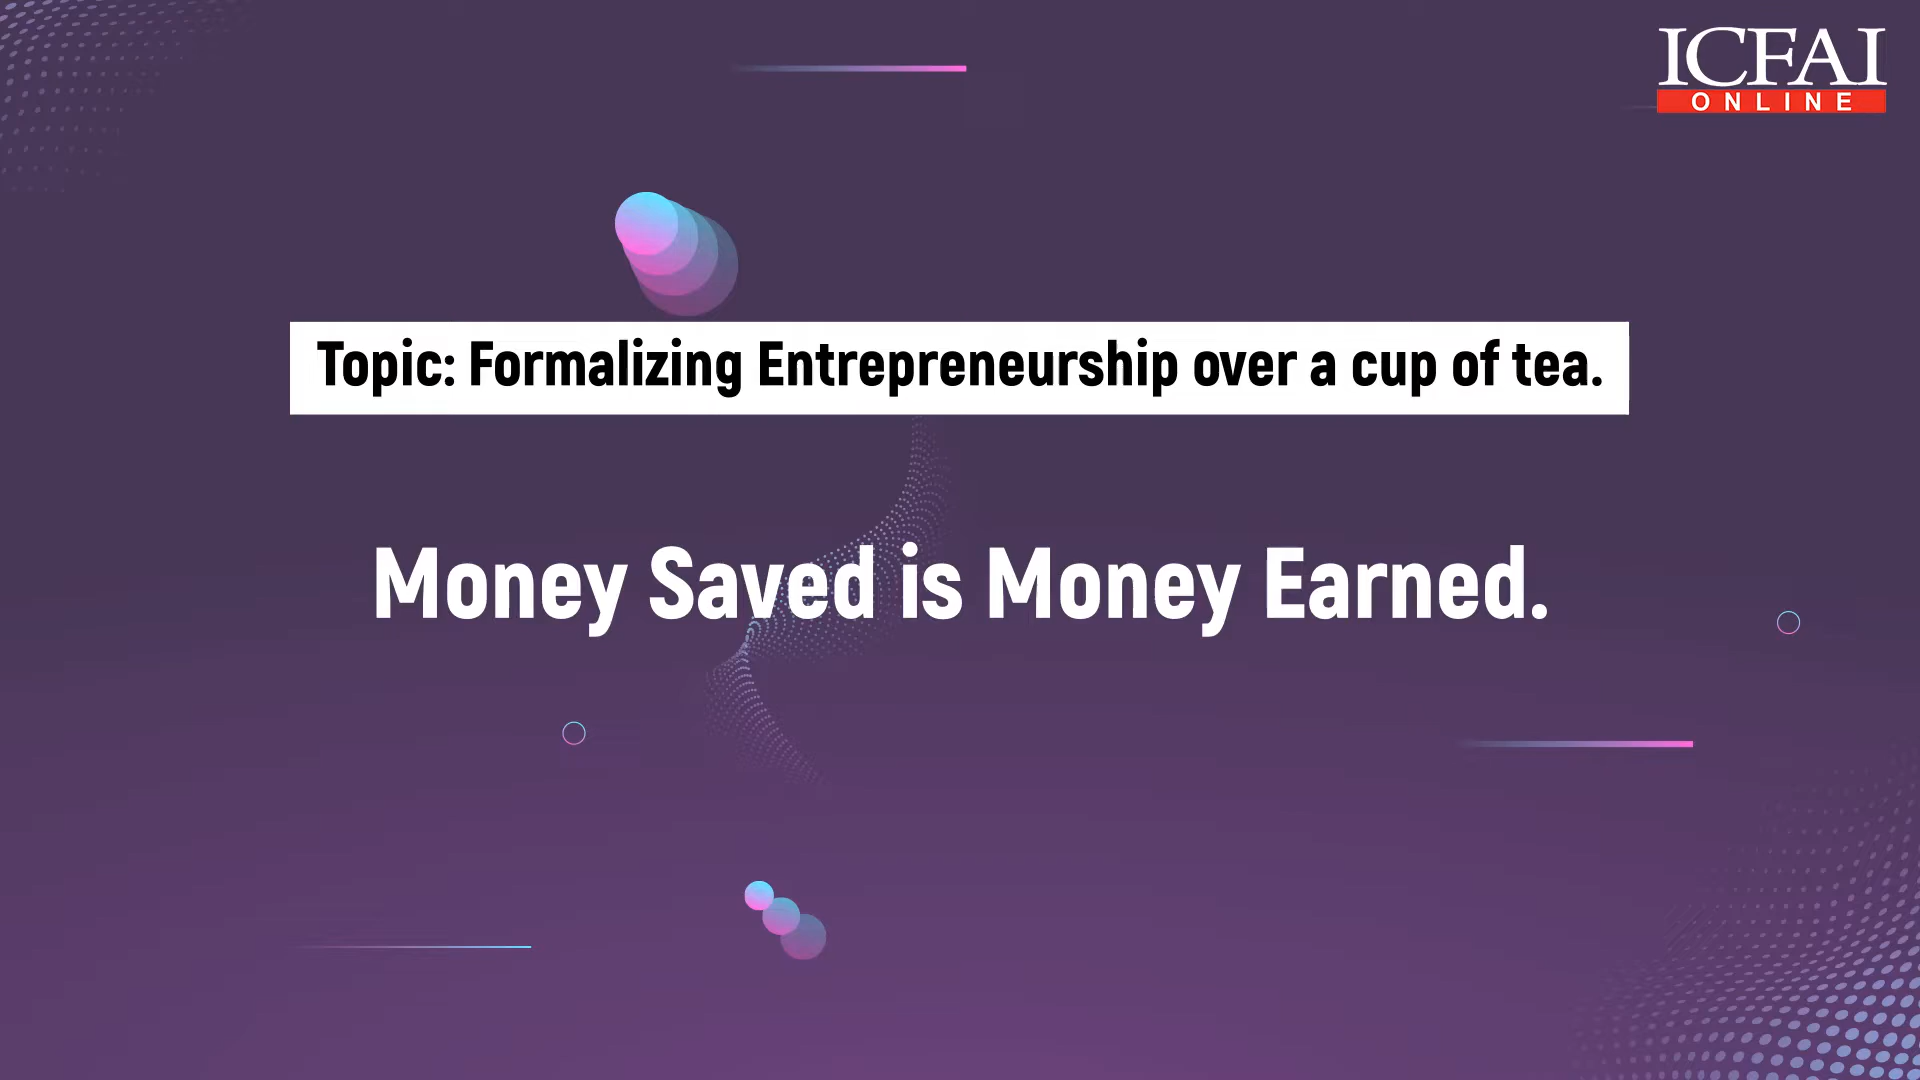 ICFAI
ONLINE
Topic: Formalizing Entrepreneurship over a cup of tea.
Money Saved is Money Earned.